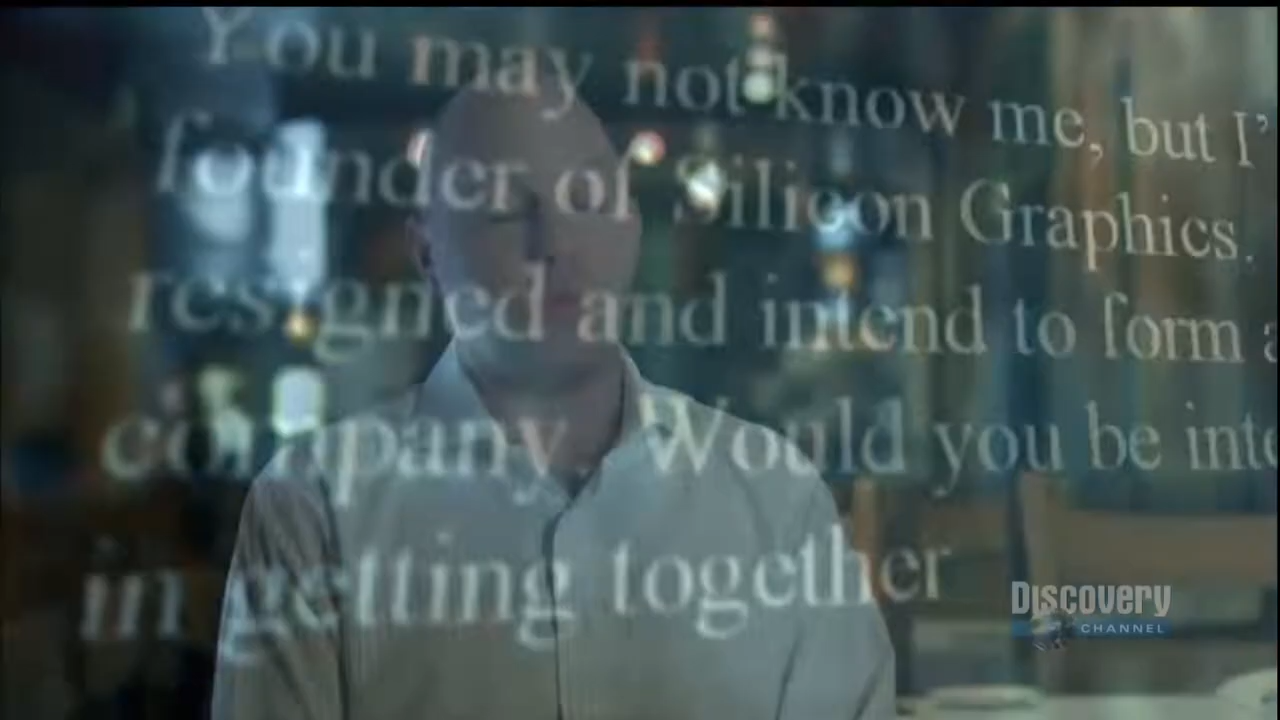 You may not know me, but I'
founder of Silicon Graphics.
resigned and intend to form a
company. Would you be inte
in getting together
Discovery
CHANNEL